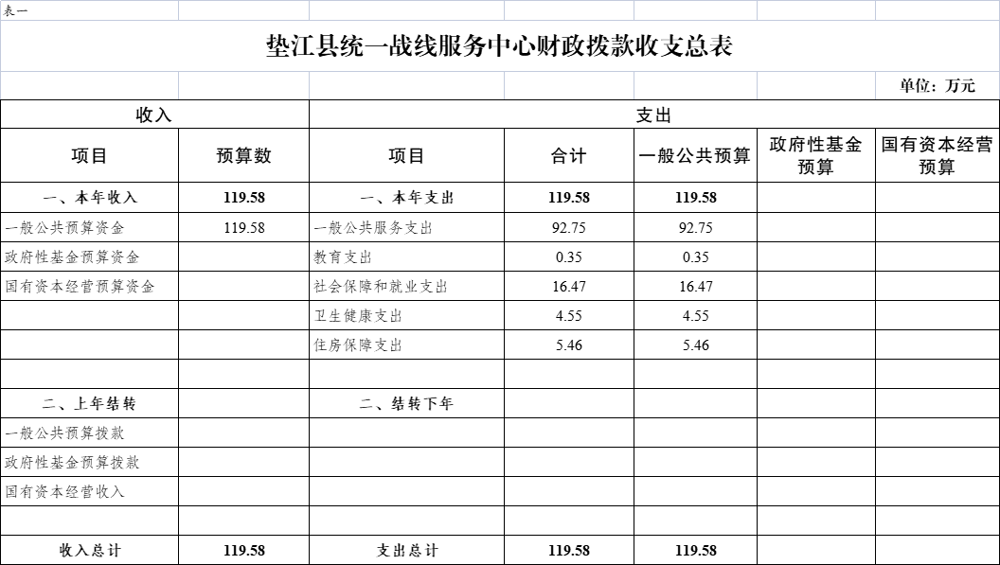 表一
垫江县统一战线服务中心财政拨款收支总表
单位：万元
收入 支出
项目 预算数 项目 合计 一般公共预算 政府性基金预算 国有资本经营预算
一、本年收入 119.58 一、本年支出 119.58 119.58
一般公共预算资金 119.58 一般公共服务支出 92.75 92.75
政府性基金预算资金 教育支出 0.35 0.35
国有资本经营预算资金 社会保障和就业支出 16.47 16.47
卫生健康支出 4.55 4.55
住房保障支出 5.46 5.46
二、上年结转 二、结转下年
一般公共预算拨款
政府性基金预算拨款
国有资本经营收入
收入总计 119.58 支出总计 119.58 119.58